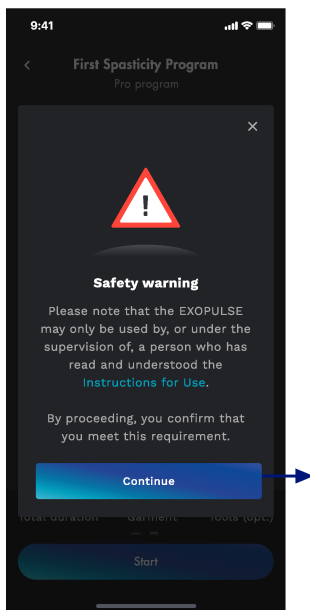 9:41
First Spasticity Program
Pro program
!
Safety warning
Please note that the EXOPULSE
may only be used by, or under the
supervision of, a person who has
read and understood the
Instructions for Use.
By proceeding, you confirm that
you meet this requirement.
Continue
Total duration Garment Tools (opt.)
Start